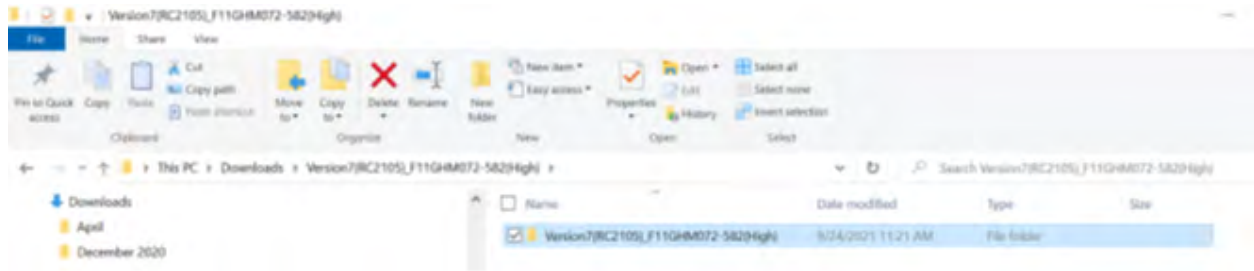 Version7(RC2105)_F11GHM072-582(High)
File Home Share View
Pin to Quick access Copy Paste Cut Copy path Paste shortcut
Move to Copy to Delete Rename New folder
New item Easy access Properties Open Edit History
Select all Select none Invert selection
Clipboard Organize New Open Select
This PC Downloads Version7(RC2105)_F11GHM072-582(High) Search Version7(RC2105)_F11GHM072-582(High)
Downloads Name Date modified Type Size
April Version7(RC2105)_F11GHM072-582(High) 9/24/2021 11:21 AM File folder
December 2020